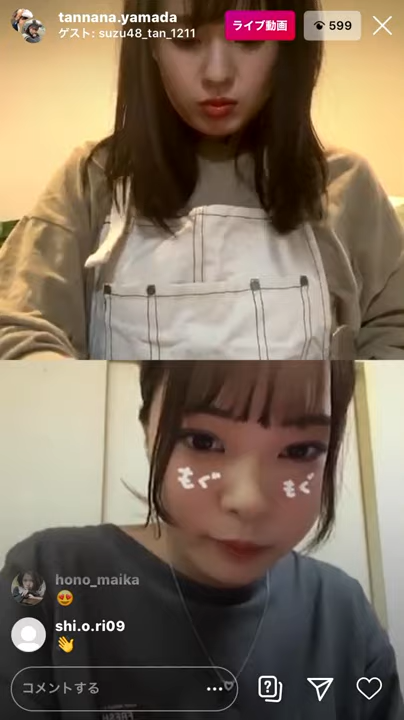 tannana.yamada
ゲスト: suzu48_tan_1211
ライブ動画
599
もぐ
もぐ
hono_maika
😍
shi.o.ri09
👋
コメントする